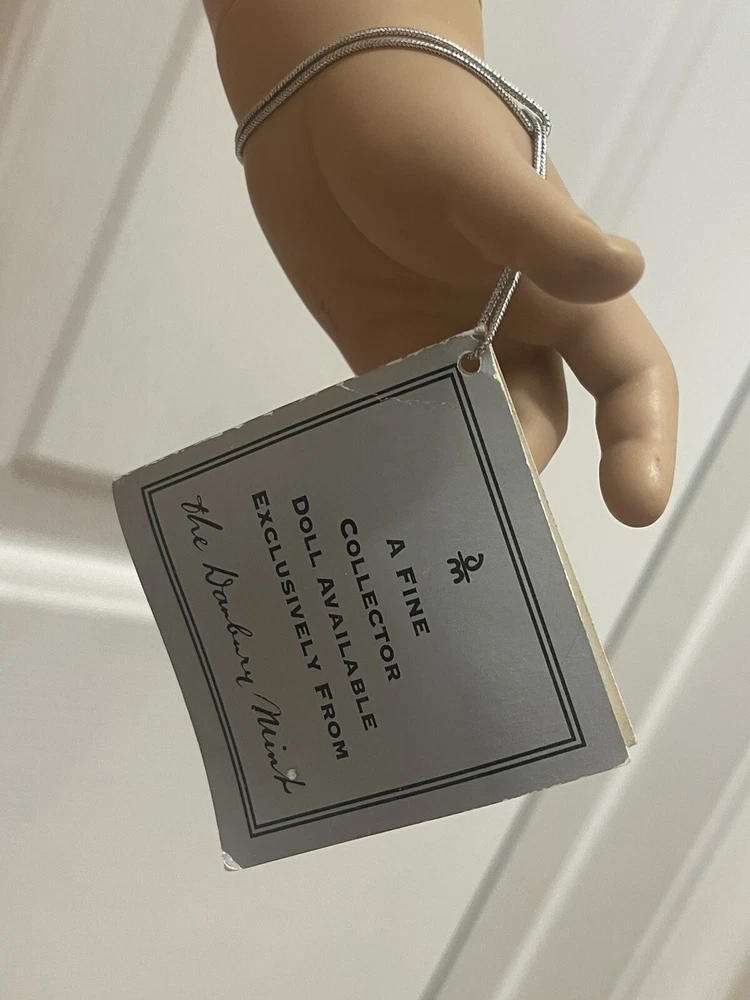 A FINE
COLLECTOR
DOLL AVAILABLE
EXCLUSIVELY FROM
the Danbury Mint